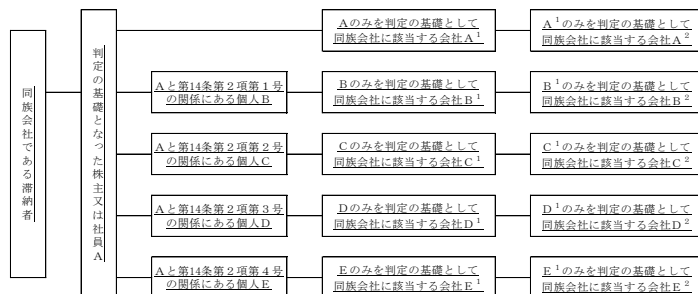 同族会社である滞納者
判定の基礎となった株主又は社員A
Aのみを判定の基礎として
同族会社に該当する会社A¹
A¹のみを判定の基礎として
同族会社に該当する会社A²
Aと第14条第2項第1号
の関係にある個人B
Bのみを判定の基礎として
同族会社に該当する会社B¹
B¹のみを判定の基礎として
同族会社に該当する会社B²
Aと第14条第2項第2号
の関係にある個人C
Cのみを判定の基礎として
同族会社に該当する会社C¹
C¹のみを判定の基礎として
同族会社に該当する会社C²
Aと第14条第2項第3号
の関係にある個人D
Dのみを判定の基礎として
同族会社に該当する会社D¹
D¹のみを判定の基礎として
同族会社に該当する会社D²
Aと第14条第2項第4号
の関係にある個人E
Eのみを判定の基礎として
同族会社に該当する会社E¹
E¹のみを判定の基礎として
同族会社に該当する会社E²